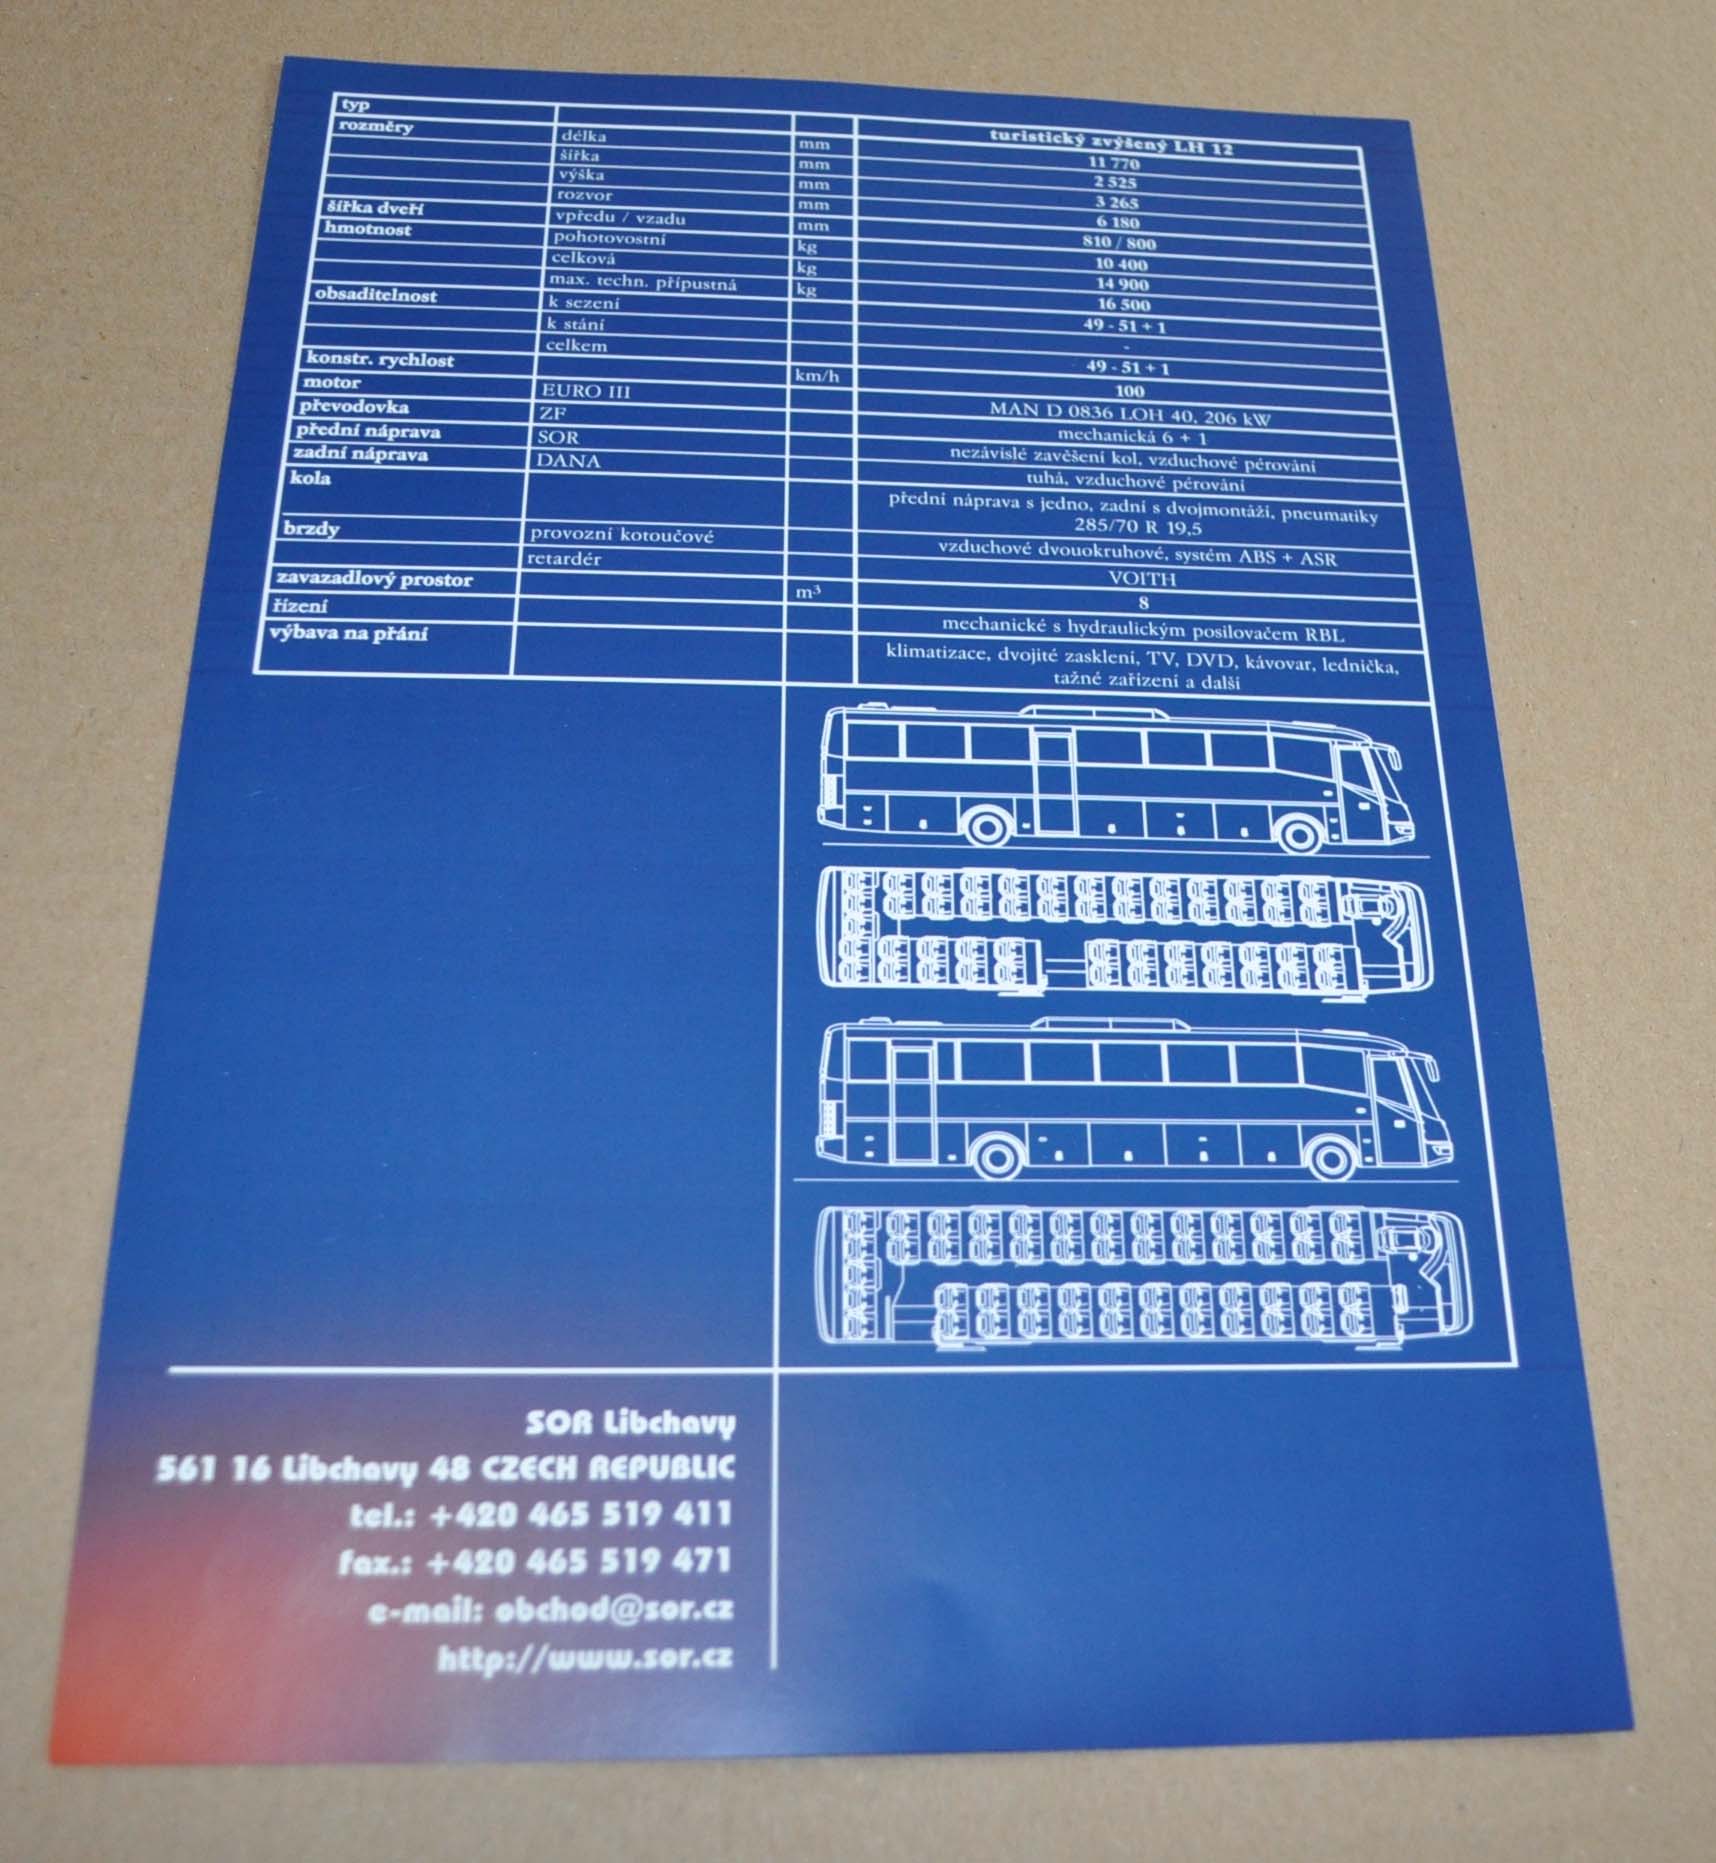 typ turistický zvýšený LH 12
rozměry délka mm 11 770
šířka mm 2 525
výška mm 3 265
rozvor mm 6 180
šířka dveří vpředu / vzadu mm 810 / 800
hmotnost pohotovostní kg 10 400
celková kg 14 900
max. techn. přípustná kg 16 500
obsaditelnost k sezení 49 - 51 + 1
k stání -
celkem 49 - 51 + 1
konstr. rychlost km/h 100
motor EURO III MAN D 0836 LOH 40, 206 kW
převodovka ZF mechanická 6 + 1
přední náprava SOR nezávislé zavěšení kol, vzduchové pérování
zadní náprava DANA tuhá, vzduchové pérování
kola přední náprava s jedno, zadní s dvojmontáží, pneumatiky
285/70 R 19,5
brzdy provozní kotoučové vzduchové dvouokruhové, systém ABS + ASR
retardér VOITH
zavazadlový prostor m³ 8
řízení mechanické s hydraulickým posilovačem RBL
výbava na přání klimatizace, dvojité zasklení, TV, DVD, kávovar, lednička,
tažné zařízení a další
SOR Libchavy
561 16 Libchavy 48 CZECH REPUBLIC
tel.: +420 465 519 411
fax.: +420 465 519 471
e-mail: obchod@sor.cz
http://www.sor.cz